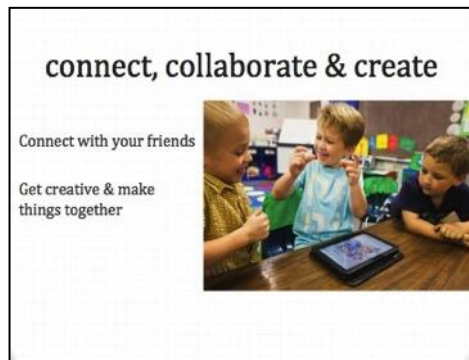 connect, collaborate & create
Connect with your friends
Get creative & make
things together